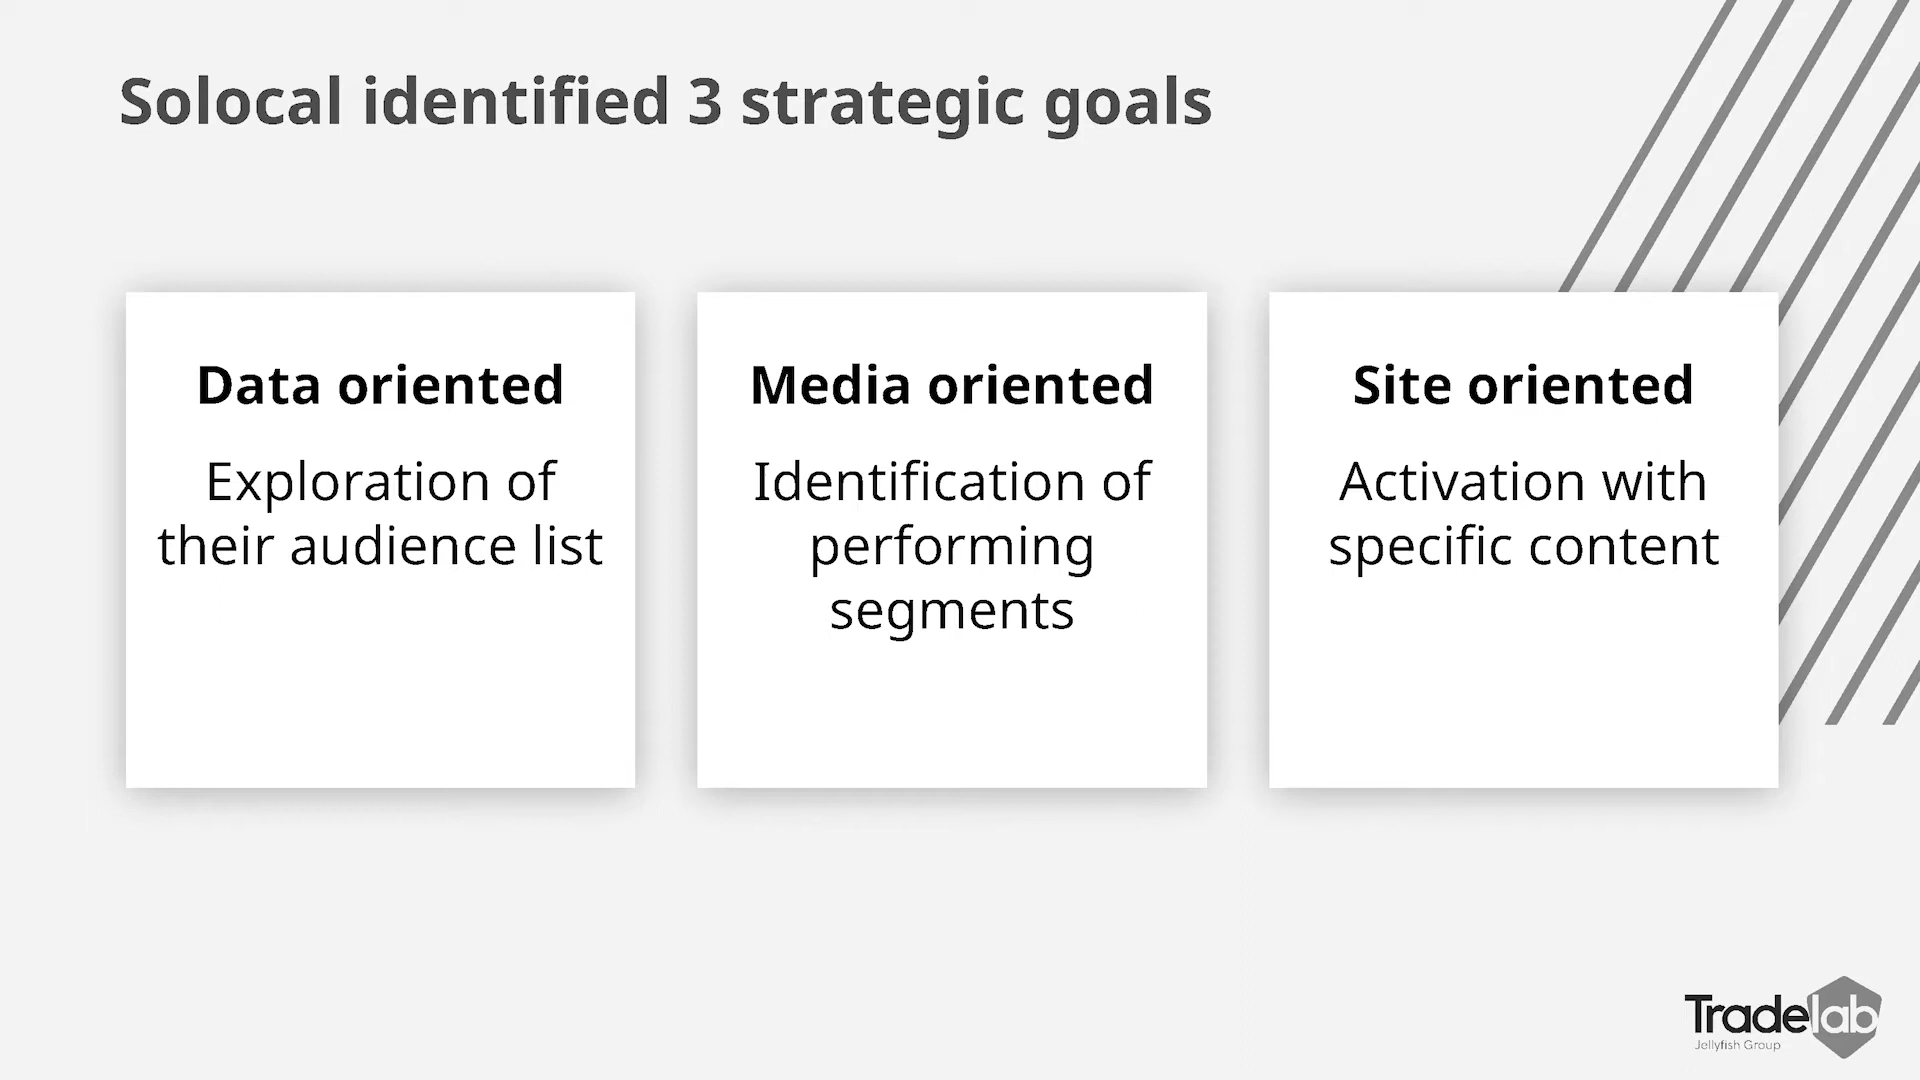 Solocal identified 3 strategic goals
Data oriented
Exploration of
their audience list
Media oriented
Identification of
performing
segments
Site oriented
Activation with
specific content
Tradelab
Jellyfish Group